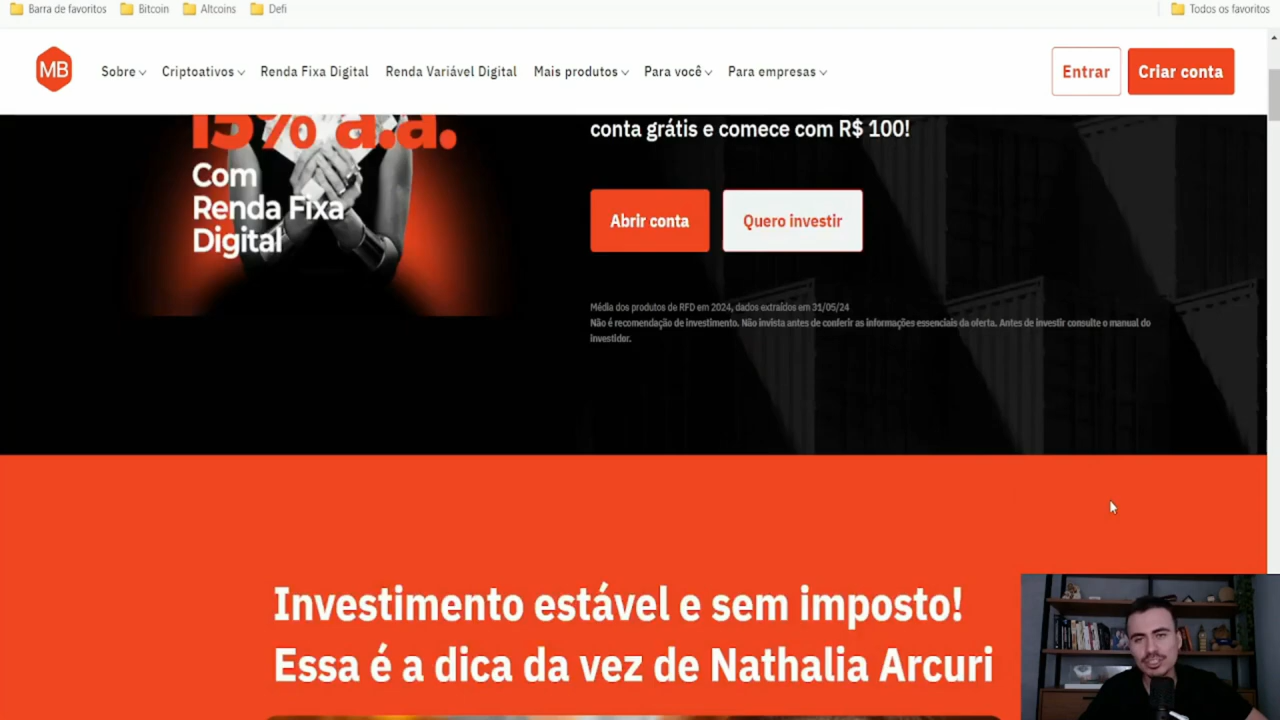 Barra de favoritos Bitcoin Altcoins Defi Todos os favoritos
MB Sobre Criptoativos Renda Fixa Digital Renda Variável Digital Mais produtos Para você Para empresas Entrar Criar conta
15% a.a.
Com
Renda Fixa
Digital
conta grátis e comece com R$ 100!
Abrir conta Quero investir
Média dos produtos de RFD em 2024, dados extraídos em 31/05/24
Não é recomendação de investimento. Não invista antes de conferir as informações essenciais da oferta. Antes de investir consulte o manual do
investidor.
Investimento estável e sem imposto!
Essa é a dica da vez de Nathalia Arcuri